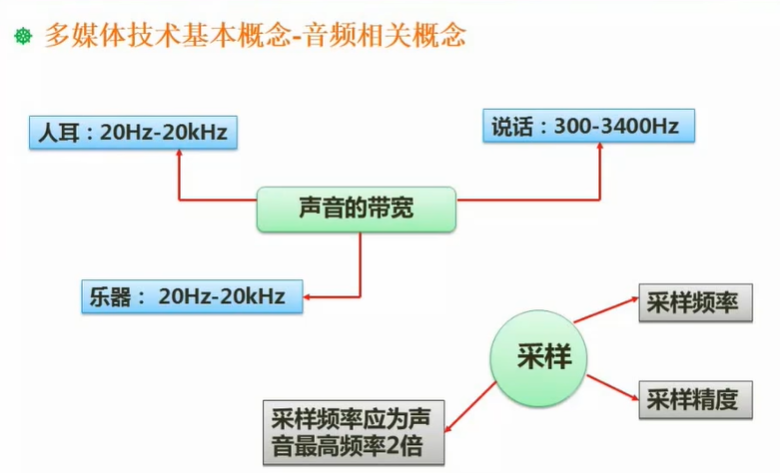 多媒体技术基本概念-音频相关概念
人耳：20Hz-20kHz
说话：300-3400Hz
声音的带宽
乐器： 20Hz-20kHz
采样频率
采样
采样精度
采样频率应为声
音最高频率2倍